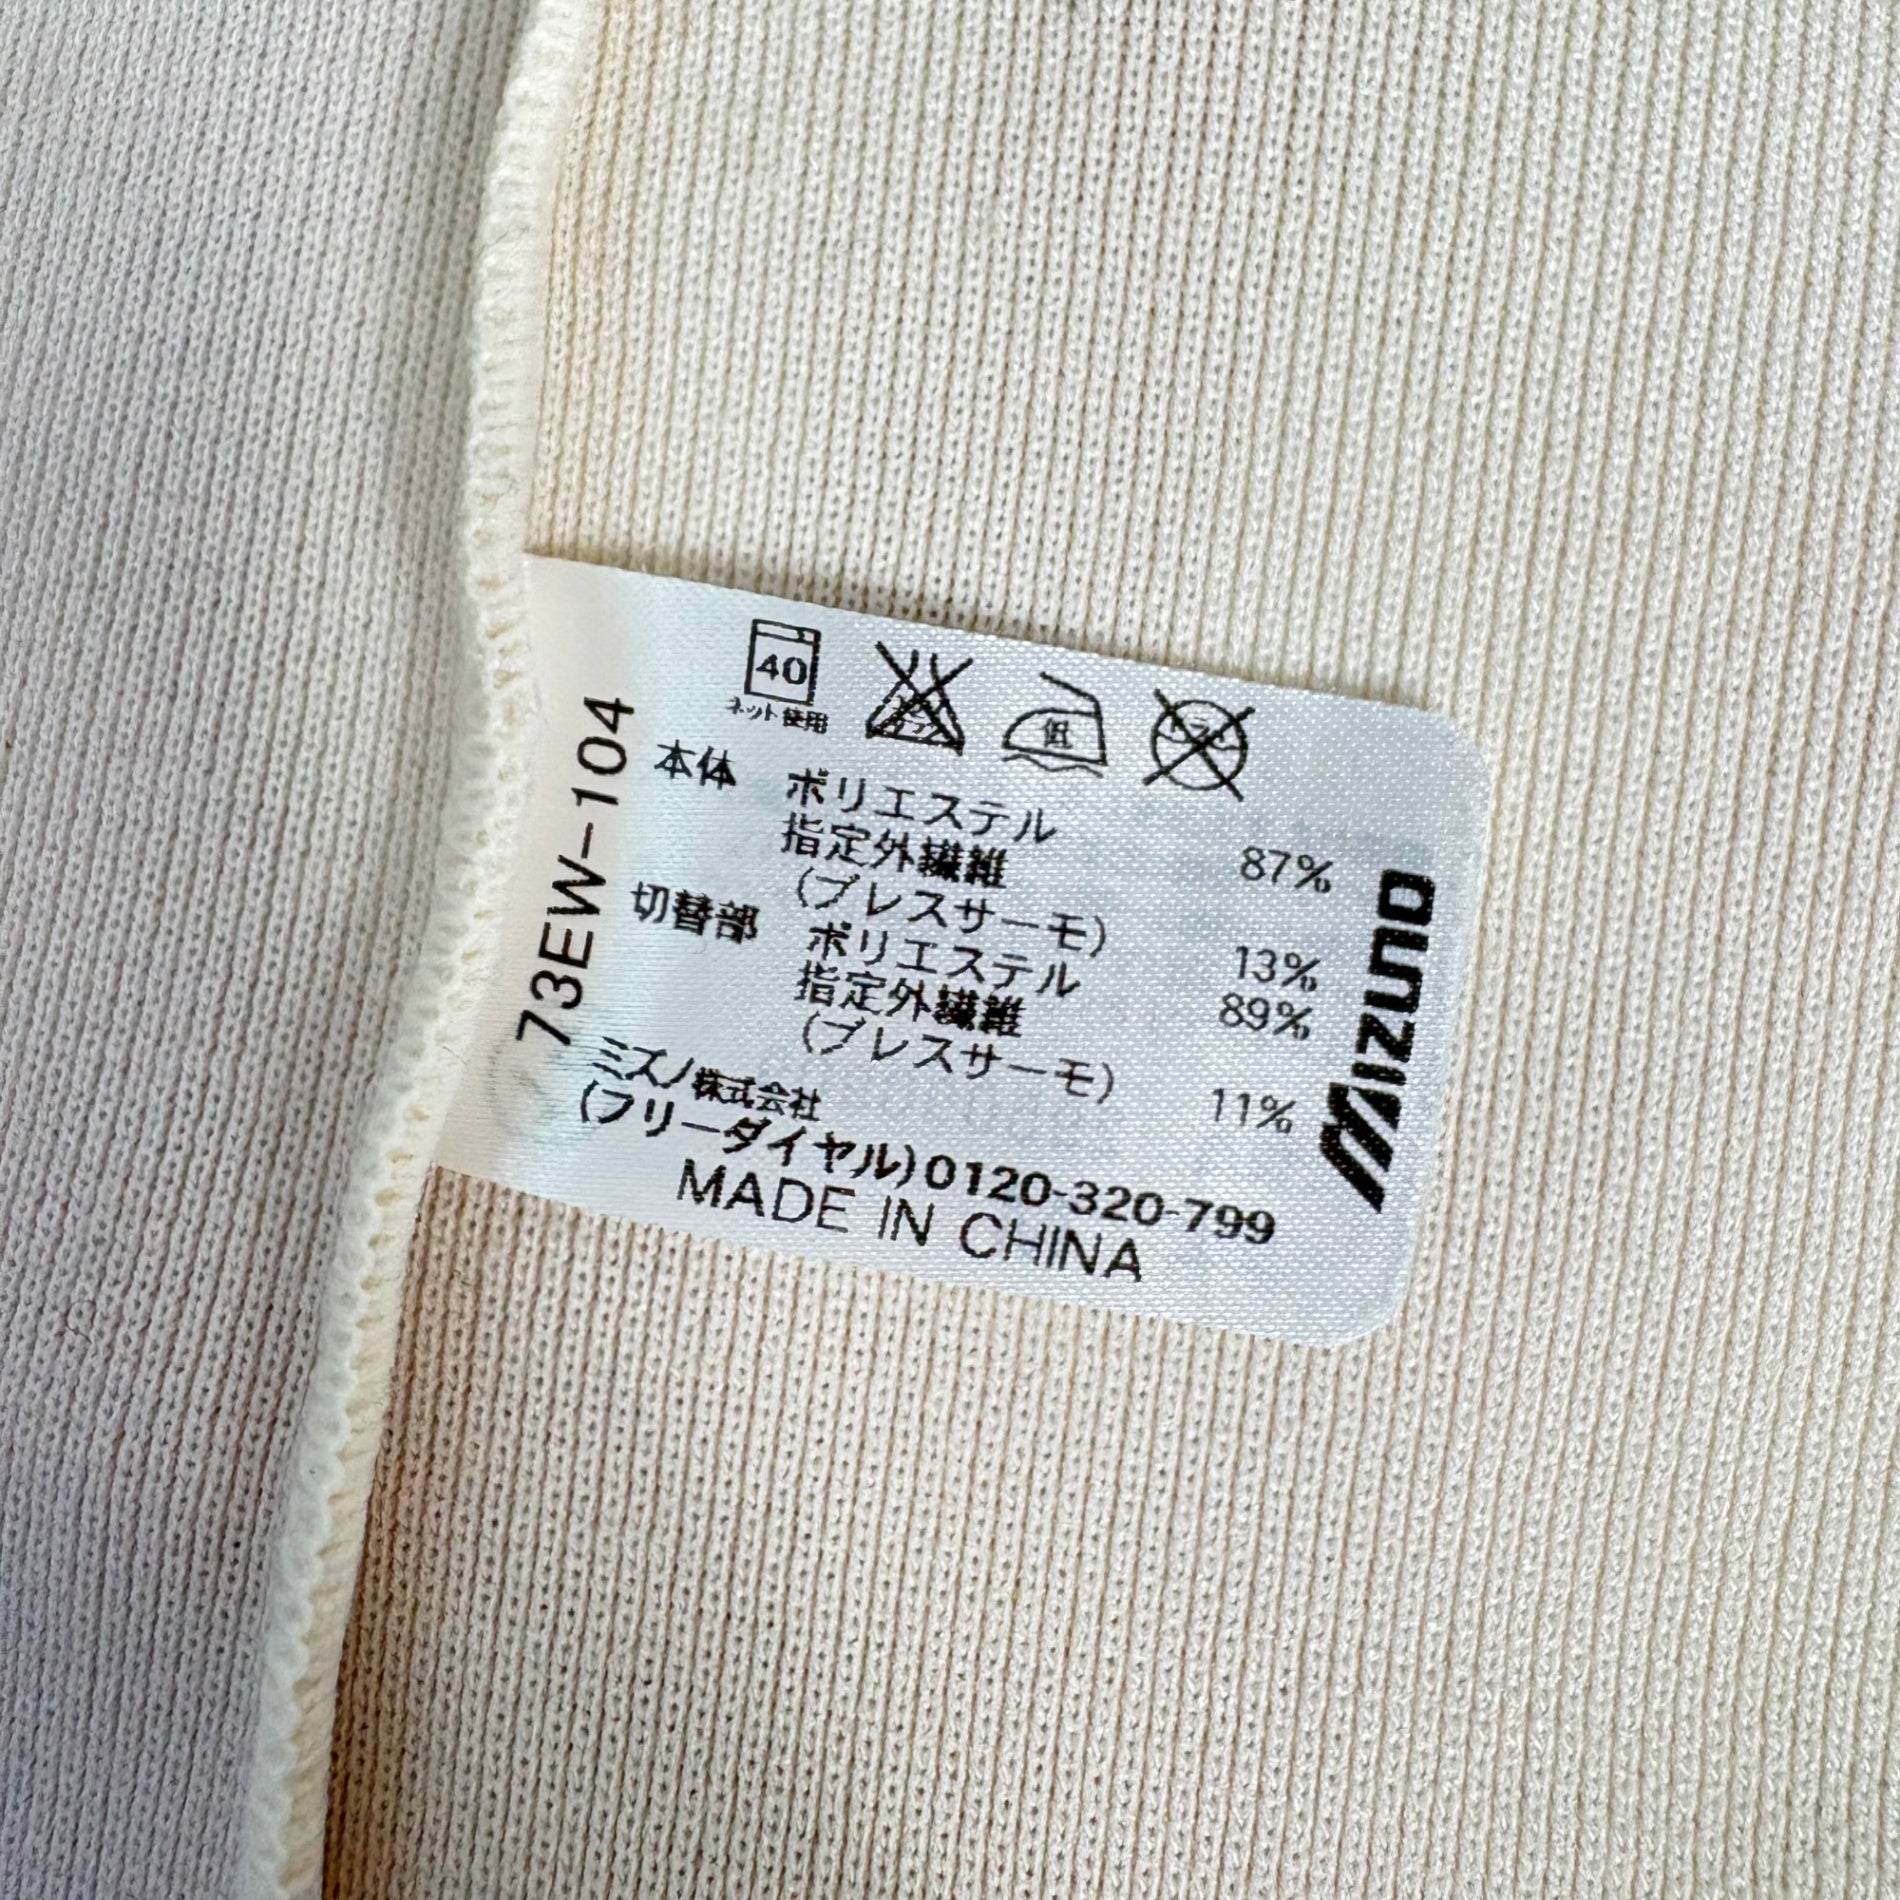 40
ネット使用
低
73EW-104
本体 ポリエステル 87%
指定外繊維
(ブレスサーモ) 13%
切替部 ポリエステル 89%
指定外繊維
(ブレスサーモ) 11%
ミズノ株式会社
(フリーダイヤル)0120-320-799
MADE IN CHINA
Mizuno